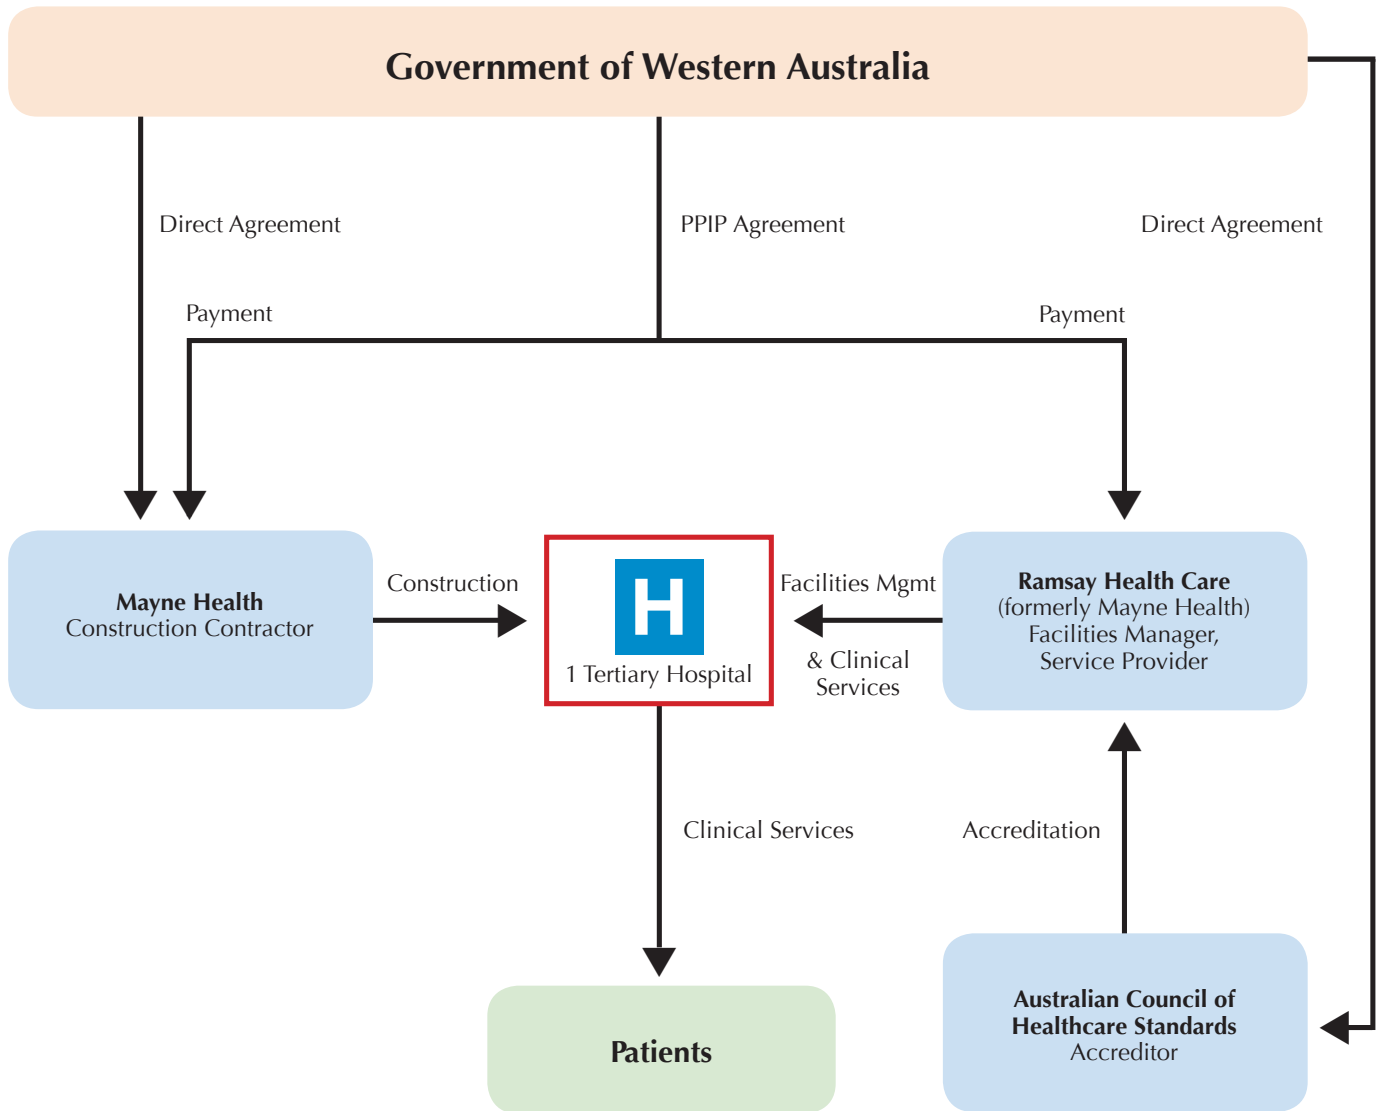 Government of Western Australia
Direct Agreement
PPIP Agreement
Direct Agreement
Payment
Payment
Mayne Health
Construction Contractor
Construction
H
1 Tertiary Hospital
Facilities Mgmt
& Clinical
Services
Ramsay Health Care
(formerly Mayne Health)
Facilities Manager,
Service Provider
Clinical Services
Accreditation
Patients
Australian Council of
Healthcare Standards
Accreditor